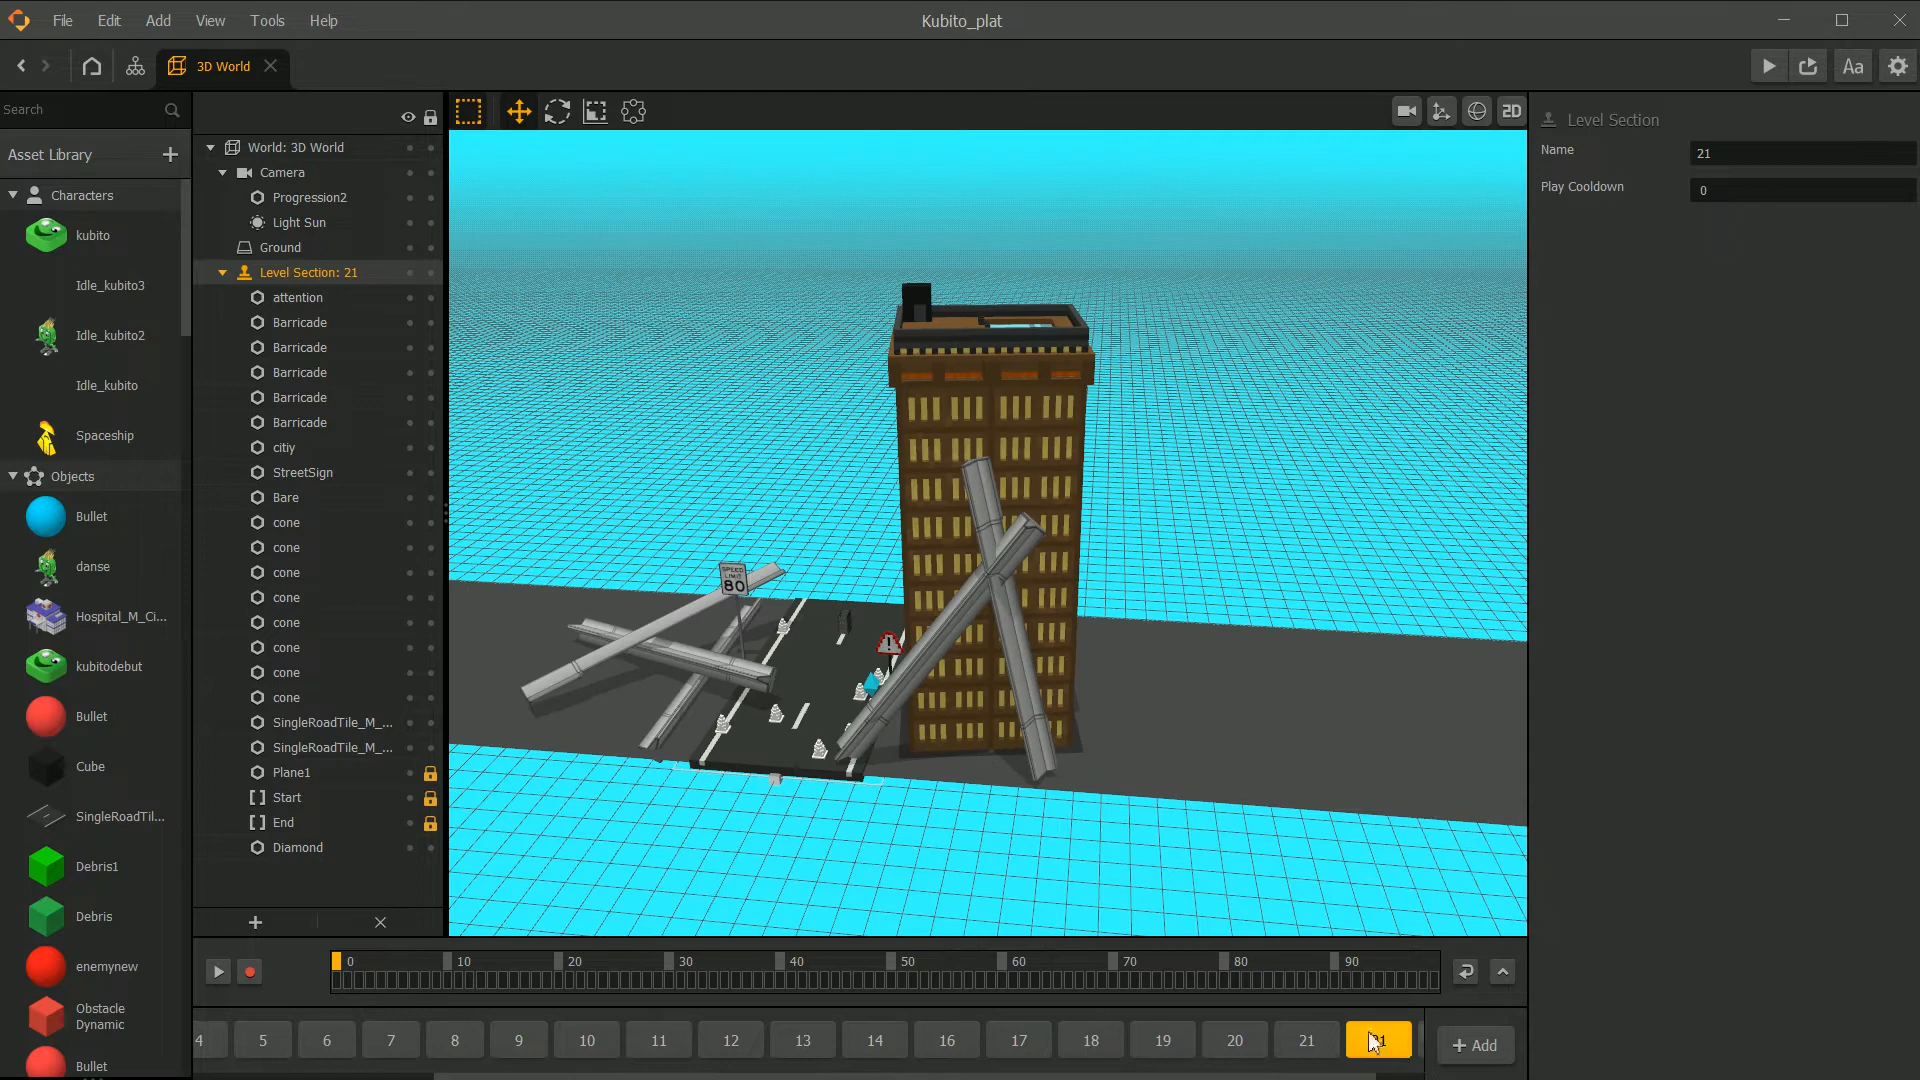 File Edit Add View Tools Help
Kubito_plat
3D World
Aa
Search
Asset Library
Characters
kubito
Idle_kubito3
Idle_kubito2
Idle_kubito
Spaceship
Objects
Bullet
danse
Hospital_M_Ci...
kubitodebut
Bullet
Cube
SingleRoadTil...
Debris1
Debris
enemynew
Obstacle
Dynamic
Bullet
World: 3D World
Camera
Progression2
Light Sun
Ground
Level Section: 21
attention
Barricade
Barricade
Barricade
Barricade
Barricade
citiy
StreetSign
Bare
cone
cone
cone
cone
cone
cone
cone
cone
SingleRoadTile_M_...
SingleRoadTile_M_...
Plane1
Start
End
Diamond
2D
SPEED
LIMIT
80
Level Section
Name
21
Play Cooldown
0
0 10 20 30 40 50 60 70 80 90
4 5 6 7 8 9 10 11 12 13 14 16 17 18 19 20 21
Add